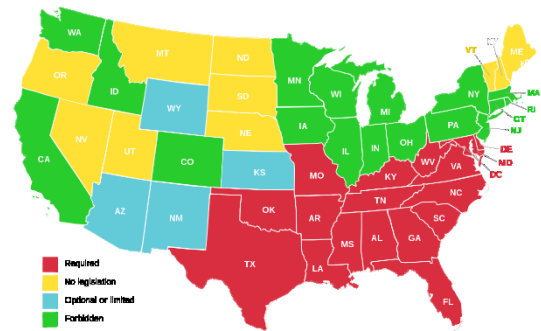 WA
MT
ND
MN
VT
ME
OR
ID
SD
WI
MI
NY
MA
RI
WY
NE
IA
PA
CT
NJ
NV
UT
CO
IL
IN
OH
DE
MD
DC
CA
KS
MO
KY
WV
VA
AZ
NM
OK
AR
TN
NC
SC
TX
LA
MS
AL
GA
FL
Required
No legislation
Optional or limited
Forbidden